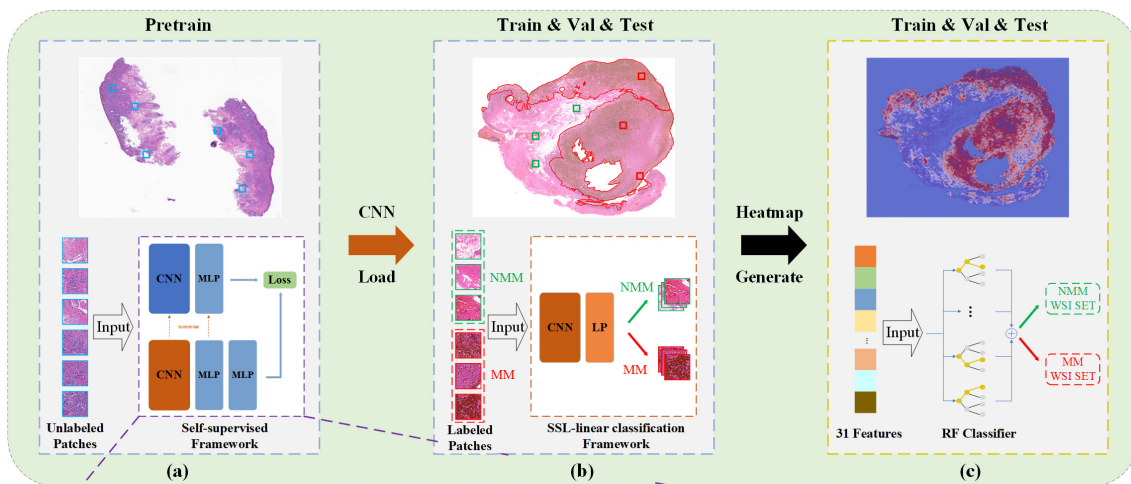 Pretrain
Train & Val & Test
Train & Val & Test
CNN
Load
Heatmap
Generate
Input
CNN
MLP
Loss
CNN
MLP
MLP
Unlabeled
Patches
Self-supervised
Framework
(a)
NMM
MM
Input
CNN
LP
NMM
MM
Labeled
Patches
SSL-linear classification
Framework
(b)
Input
NMM
WSI SET
MM
WSI SET
31 Features
RF Classifier
(c)